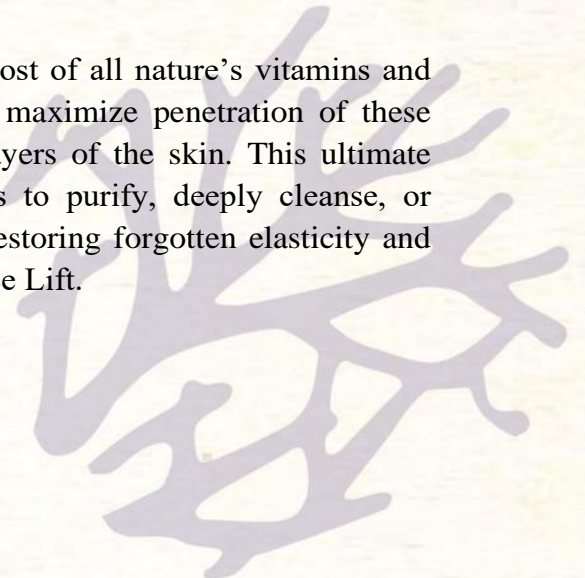 ost of all nature’s vitamins and
maximize penetration of these
yers of the skin. This ultimate
s to purify, deeply cleanse, or
estoring forgotten elasticity and
e Lift.